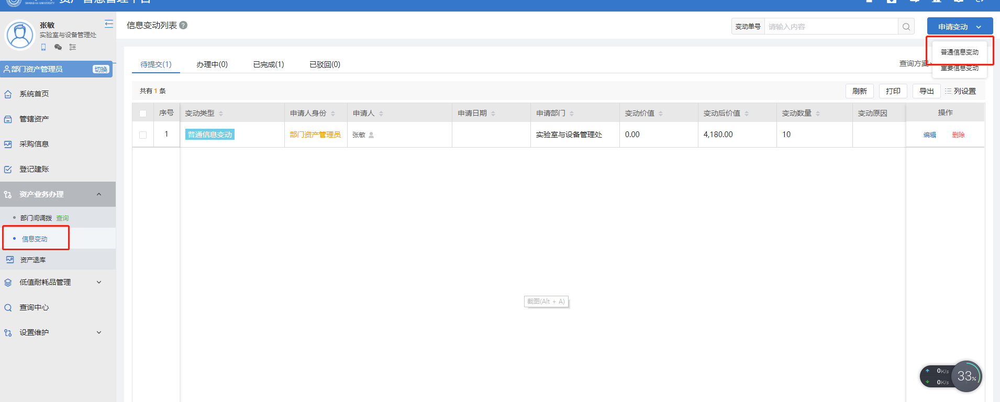 SHANGHAI UNIVERSITY
张敏
实验室与设备管理处
部门资产管理员 切换
系统首页
管辖资产
采购信息
登记建账
资产业务办理
部门间调拨 查询
信息变动
资产退库
低值耐耗品管理
查询中心
设置维护
信息变动列表 ?
变动单号 请输入内容
申请变动
普通信息变动
重要信息变动
待提交(1) 办理中(0) 已完成(1) 已驳回(0)
查询方案
共有 1 条
刷新 打印 导出 列设置
序号 变动类型 申请人身份 申请人 申请日期 申请部门 变动价值 变动后价值 变动数量 变动原因 操作
1 普通信息变动 部门资产管理员 张敏 实验室与设备管理处 0.00 4,180.00 10 编辑 删除
截图(Alt + A)
0K/s
0K/s
33%